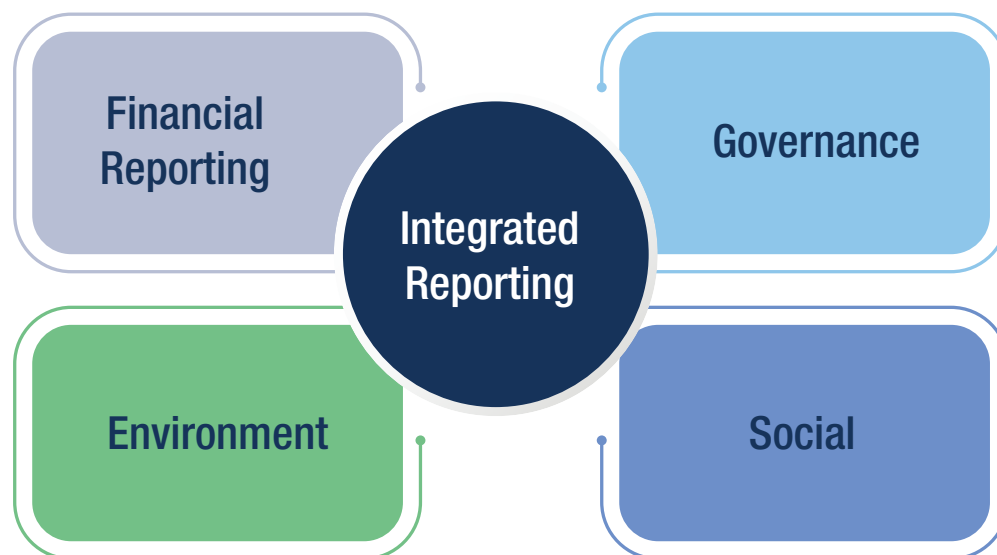 Financial
Reporting
Governance
Integrated
Reporting
Environment
Social